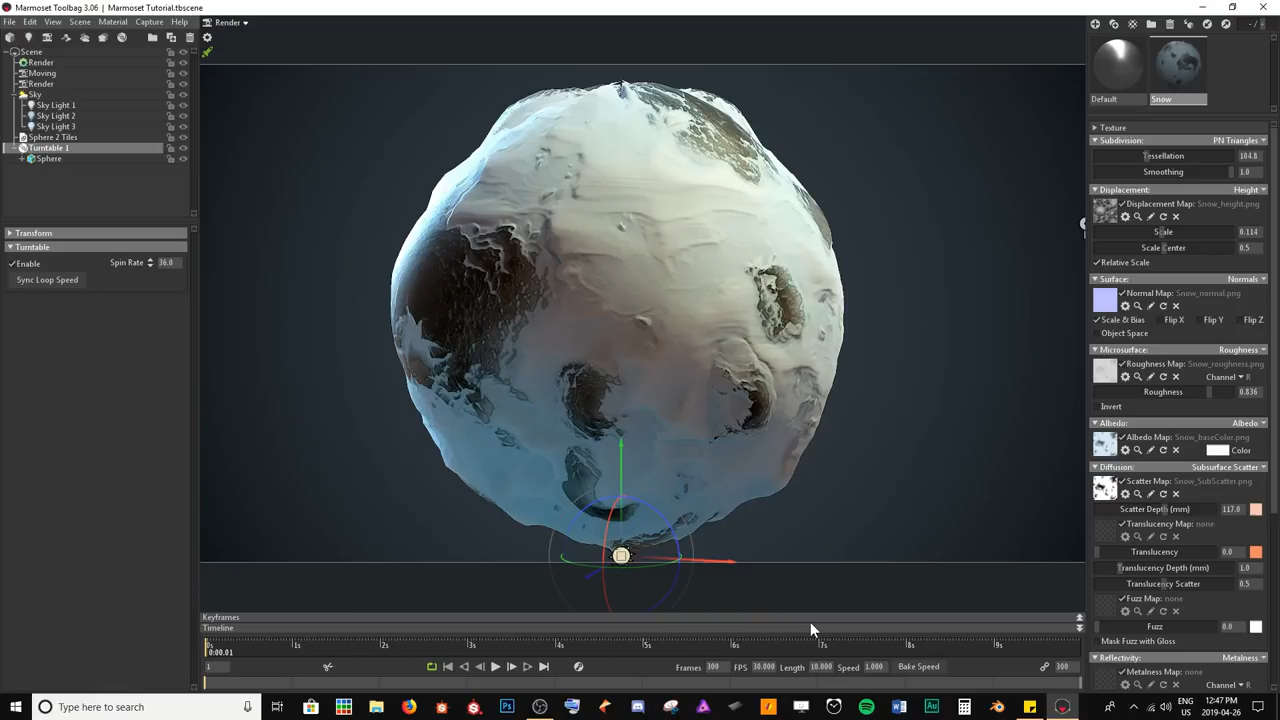 Marmoset Toolbag 3.06 - Marmoset Tutorial.tbscene
File Edit View Scene Material Capture Help
Render
Scene
Render
Moving
Render
Sky
Sky Light 1
Sky Light 2
Sky Light 3
Sphere 2 Tiles
Turntable 1
Sphere
Transform
Turntable
Enable Spin Rate 36.0
Sync Loop Speed
Default Snow
Texture
Subdivision: PN Triangles
Tessellation 104.8
Smoothing 1.0
Displacement: Height
Displacement Map: Snow_height.png
Scale 0.114
Scale Center 0.5
Relative Scale
Surface: Normals
Normal Map: Snow_normal.png
Scale & Bias Flip X Flip Y Flip Z
Object Space
Microsurface: Roughness
Roughness Map: Snow_roughness.png
Channel R
Roughness 0.836
Invert
Albedo: Albedo
Albedo Map: Snow_baseColor.png
Color
Diffusion: Subsurface Scatter
Scatter Map: Snow_SubScatter.png
Scatter Depth (mm) 117.0
Translucency Map: none
Translucency 0.0
Translucency Depth (mm) 1.0
Translucency Scatter 0.5
Fuzz Map: none
Fuzz 0.0
Mask Fuzz with Gloss
Reflectivity: Metalness
Metalness Map: none
Channel R
Keyframes
Timeline
0s 1s 2s 3s 4s 5s 6s 7s 8s 9s
0:00.01
1 Frames 300 FPS 30.000 Length 10.000 Speed 1.000 Bake Speed 300
Type here to search
ENG 12:47 PM
US 2019-04-26